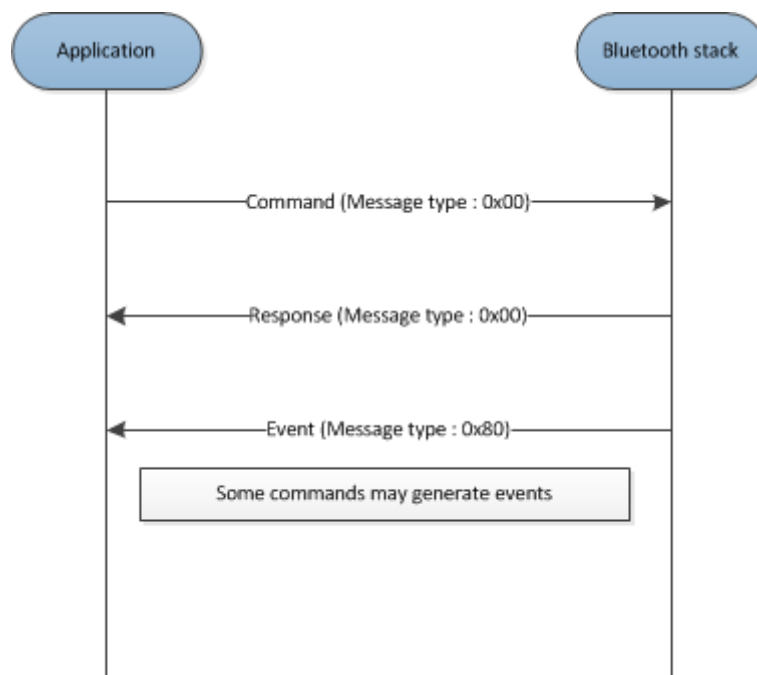 Application
Bluetooth stack
Command (Message type : 0x00)
Response (Message type : 0x00)
Event (Message type : 0x80)
Some commands may generate events